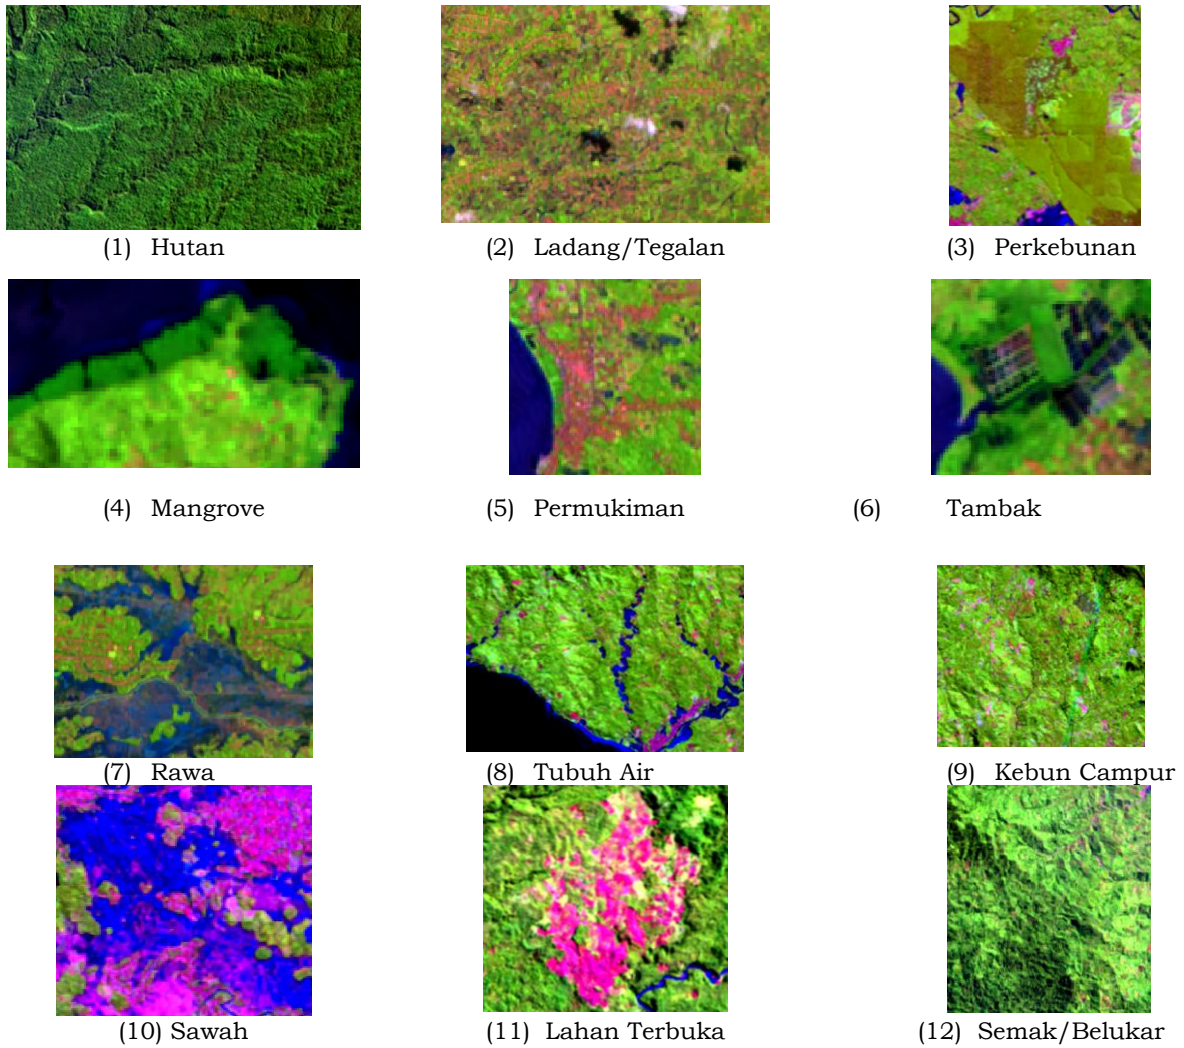 (1) Hutan
(2) Ladang/Tegalan
(3) Perkebunan
(4) Mangrove
(5) Permukiman
(6) Tambak
(7) Rawa
(8) Tubuh Air
(9) Kebun Campur
(10) Sawah
(11) Lahan Terbuka
(12) Semak/Belukar